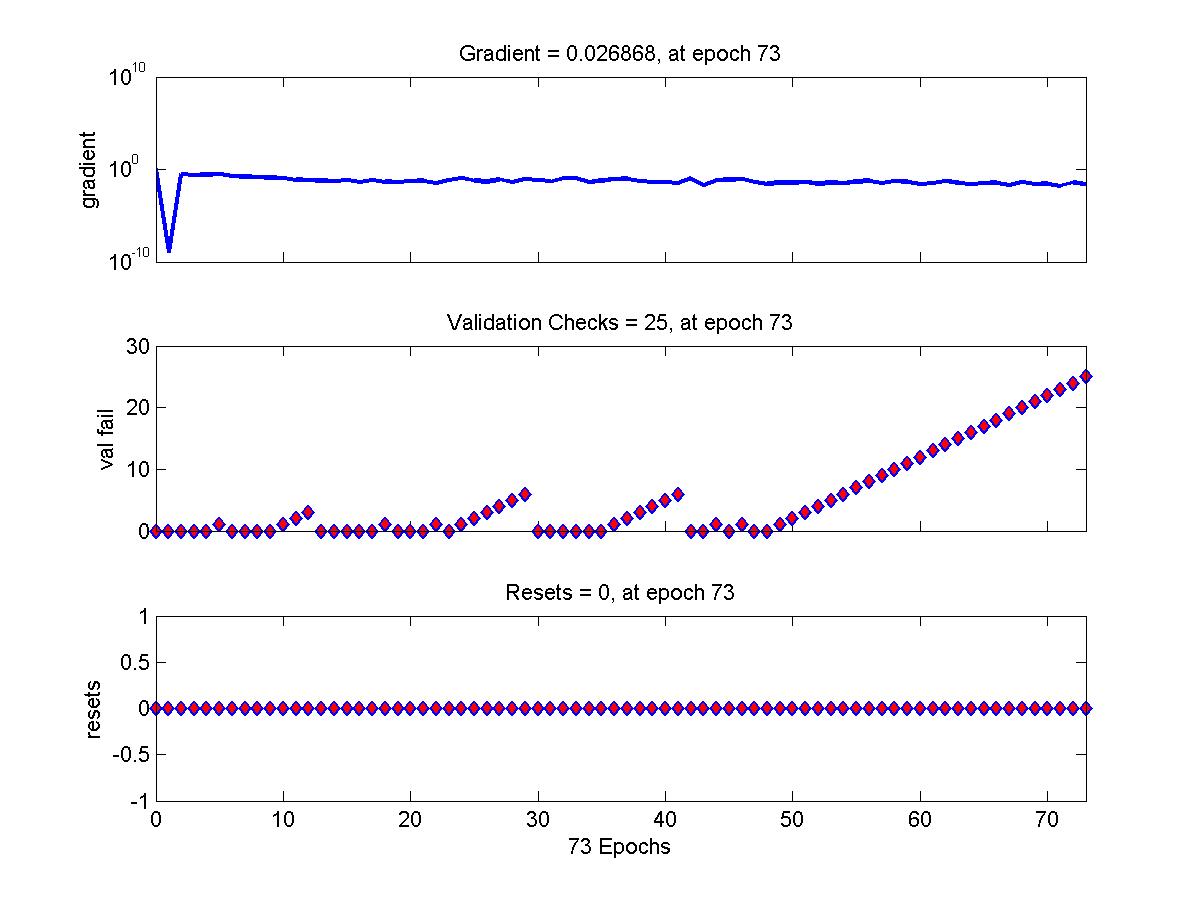 Gradient = 0.026868, at epoch 73
10^10
10^0
10^-10
gradient
Validation Checks = 25, at epoch 73
30
20
10
0
val fail
Resets = 0, at epoch 73
1
0.5
0
-0.5
-1
resets
0 10 20 30 40 50 60 70
73 Epochs